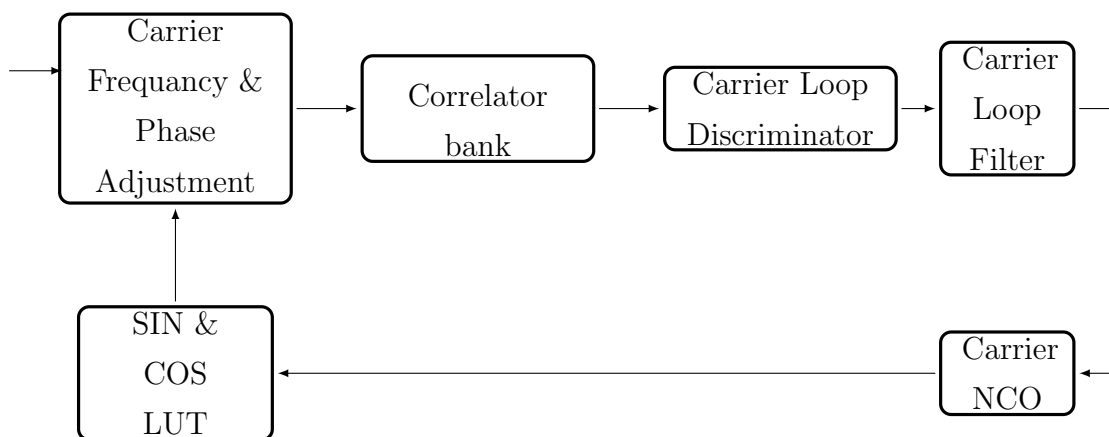 Carrier
Frequancy &
Phase
Adjustment
Correlator
bank
Carrier Loop
Discriminator
Carrier
Loop
Filter
SIN &
COS
LUT
Carrier
NCO